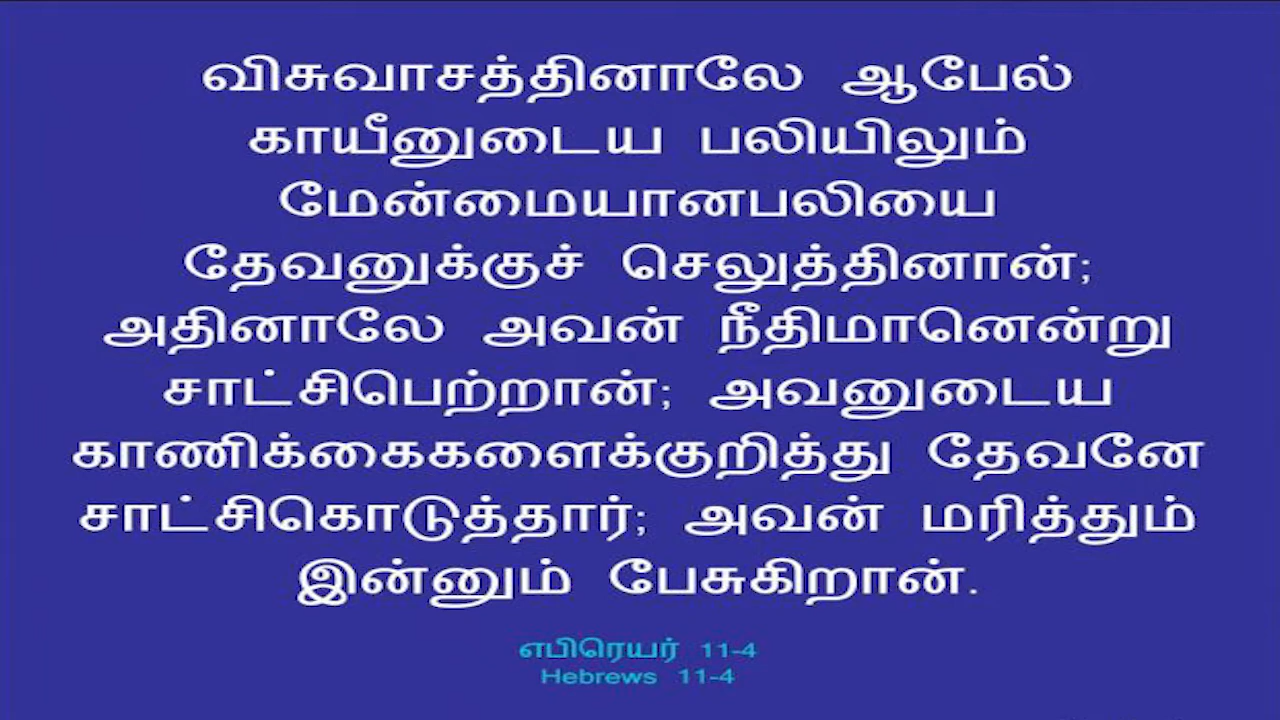 விசுவாசத்தினாலே ஆபேல்
காயீனுடைய பலியிலும்
மேன்மையானபலியை
தேவனுக்குச் செலுத்தினான்;
அதினாலே அவன் நீதிமானென்று
சாட்சிபெற்றான்; அவனுடைய
காணிக்கைகளைக்குறித்து தேவனே
சாட்சிகொடுத்தார்; அவன் மரித்தும்
இன்னும் பேசுகிறான்.
எபிரெயர் 11-4
Hebrews 11-4